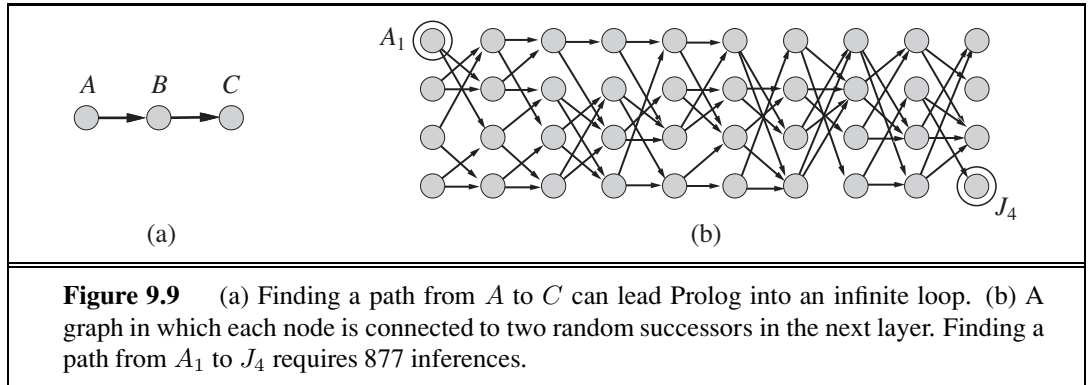 A B C
A1
J4
(a) (b)
Figure 9.9 (a) Finding a path from A to C can lead Prolog into an infinite loop. (b) A
graph in which each node is connected to two random successors in the next layer. Finding a
path from A1 to J4 requires 877 inferences.